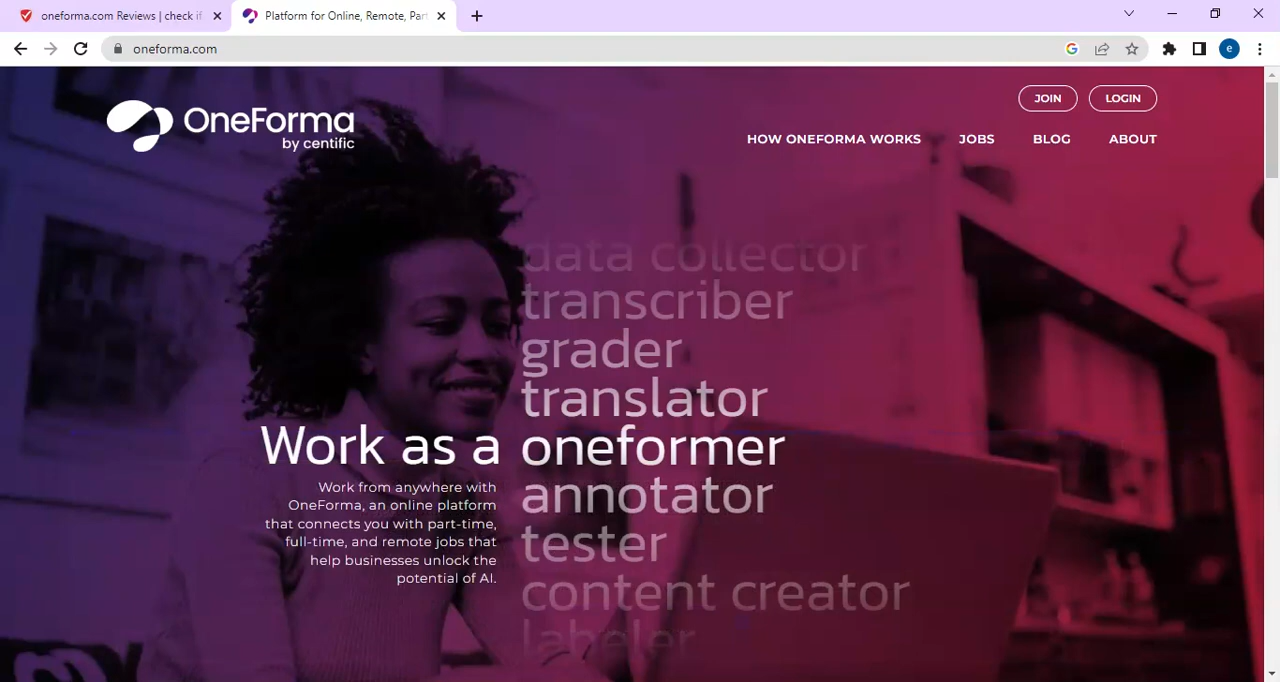 oneforma.com Reviews | check if
Platform for Online, Remote, Part
oneforma.com
e
OneForma
by centific
JOIN
LOGIN
HOW ONEFORMA WORKS
JOBS
BLOG
ABOUT
data collector
transcriber
grader
translator
Work as a oneformer
annotator
tester
content creator
labeler
Work from anywhere with
OneForma, an online platform
that connects you with part-time,
full-time, and remote jobs that
help businesses unlock the
potential of AI.